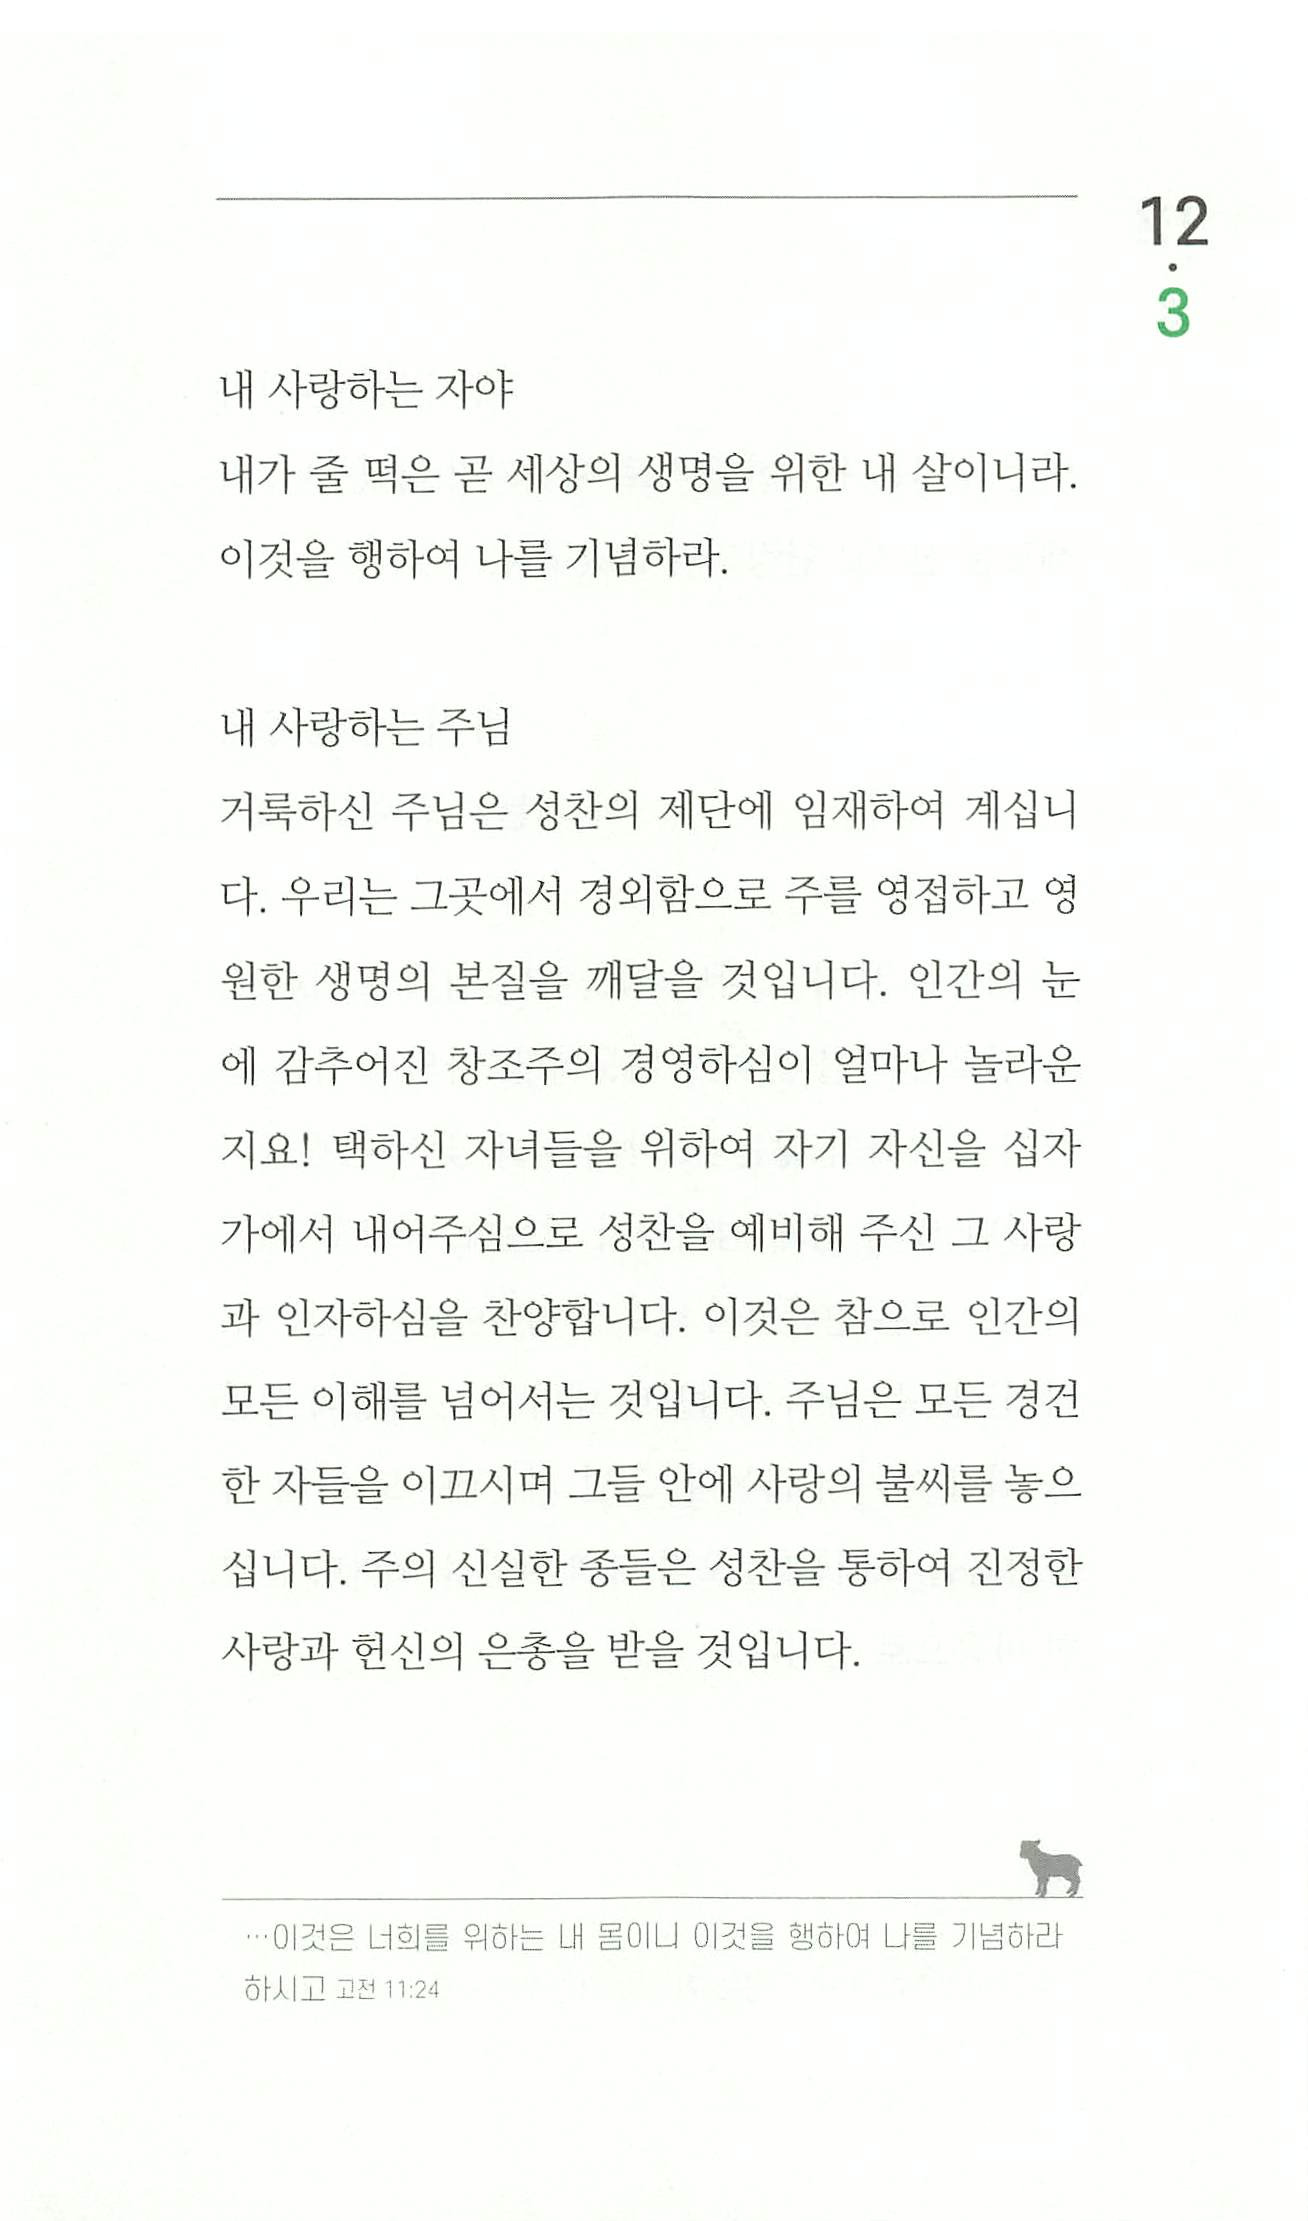 12
·
3
내 사랑하는 자야
내가 줄 떡은 곧 세상의 생명을 위한 내 살이니라.
이것을 행하여 나를 기념하라.
내 사랑하는 주님
거룩하신 주님은 성찬의 제단에 임재하여 계십니
다. 우리는 그곳에서 경외함으로 주를 영접하고 영
원한 생명의 본질을 깨달을 것입니다. 인간의 눈
에 감추어진 창조주의 경영하심이 얼마나 놀라운
지요! 택하신 자녀들을 위하여 자기 자신을 십자
가에서 내어주심으로 성찬을 예비해 주신 그 사랑
과 인자하심을 찬양합니다. 이것은 참으로 인간의
모든 이해를 넘어서는 것입니다. 주님은 모든 경건
한 자들을 이끄시며 그들 안에 사랑의 불씨를 놓으
십니다. 주의 신실한 종들은 성찬을 통하여 진정한
사랑과 헌신의 은총을 받을 것입니다.
…이것은 너희를 위하는 내 몸이니 이것을 행하여 나를 기념하라
하시고 고전 11:24